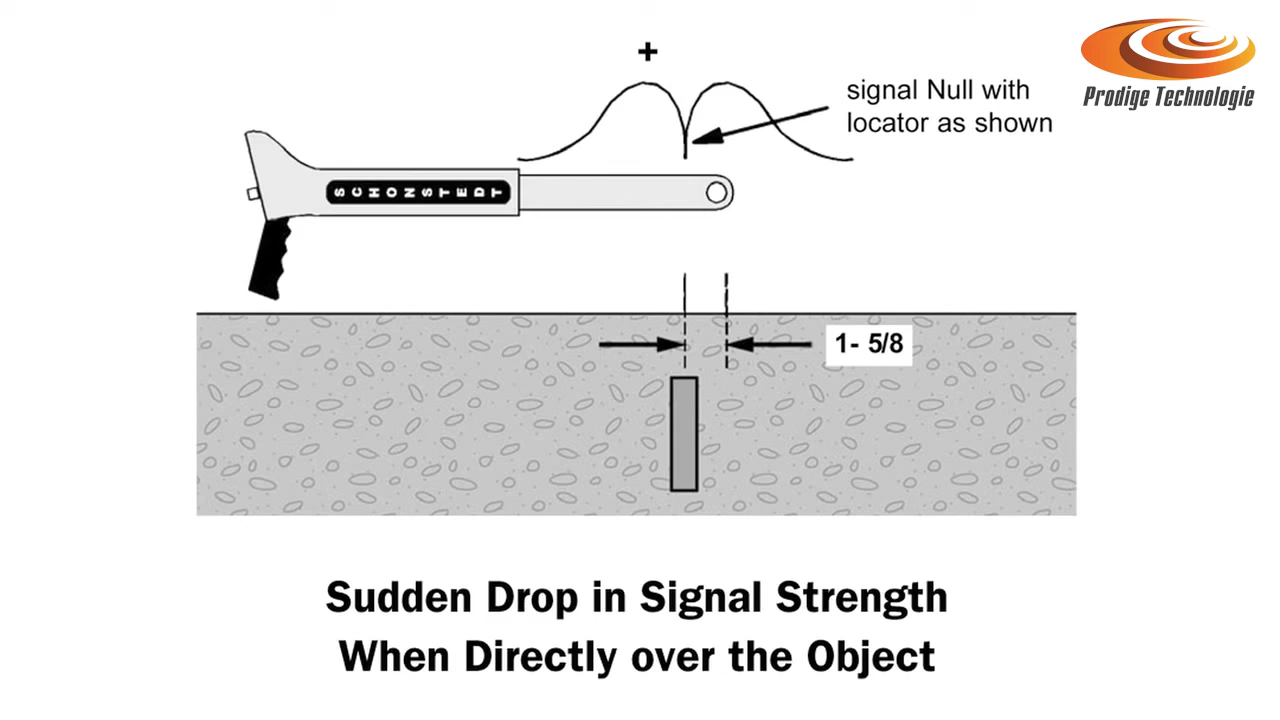 +
signal Null with
locator as shown
Prodige Technologie
SCHONSTEDT
1- 5/8
Sudden Drop in Signal Strength
When Directly over the Object